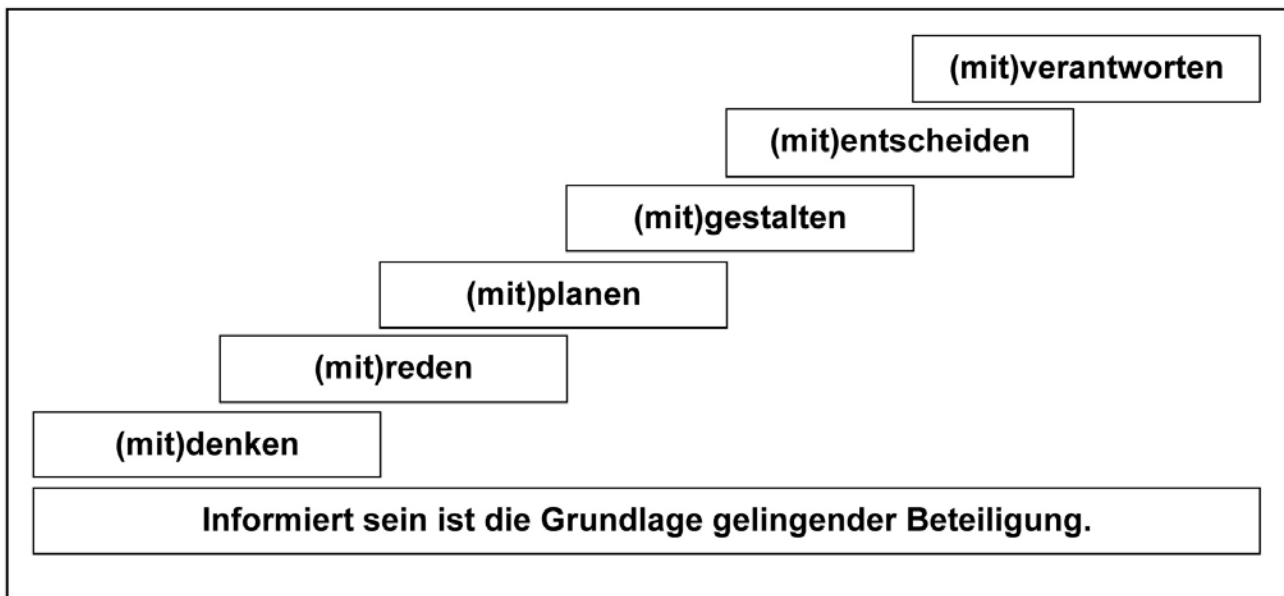 (mit)verantworten
(mit)entscheiden
(mit)gestalten
(mit)planen
(mit)reden
(mit)denken
Informiert sein ist die Grundlage gelingender Beteiligung.